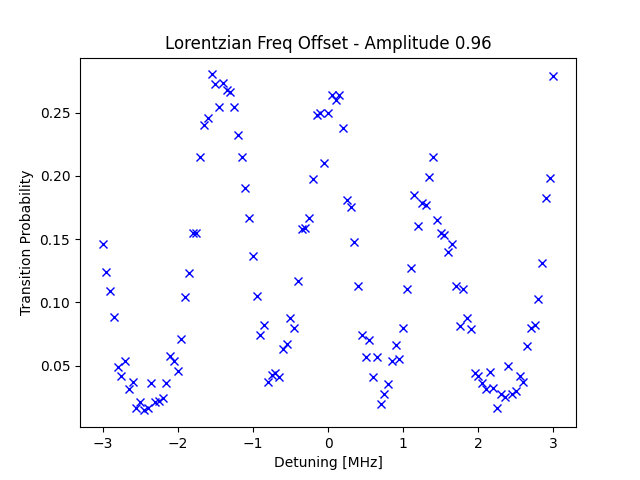 Lorentzian Freq Offset - Amplitude 0.96
Transition Probability
0.25
0.20
0.15
0.10
0.05
−3 −2 −1 0 1 2 3
Detuning [MHz]